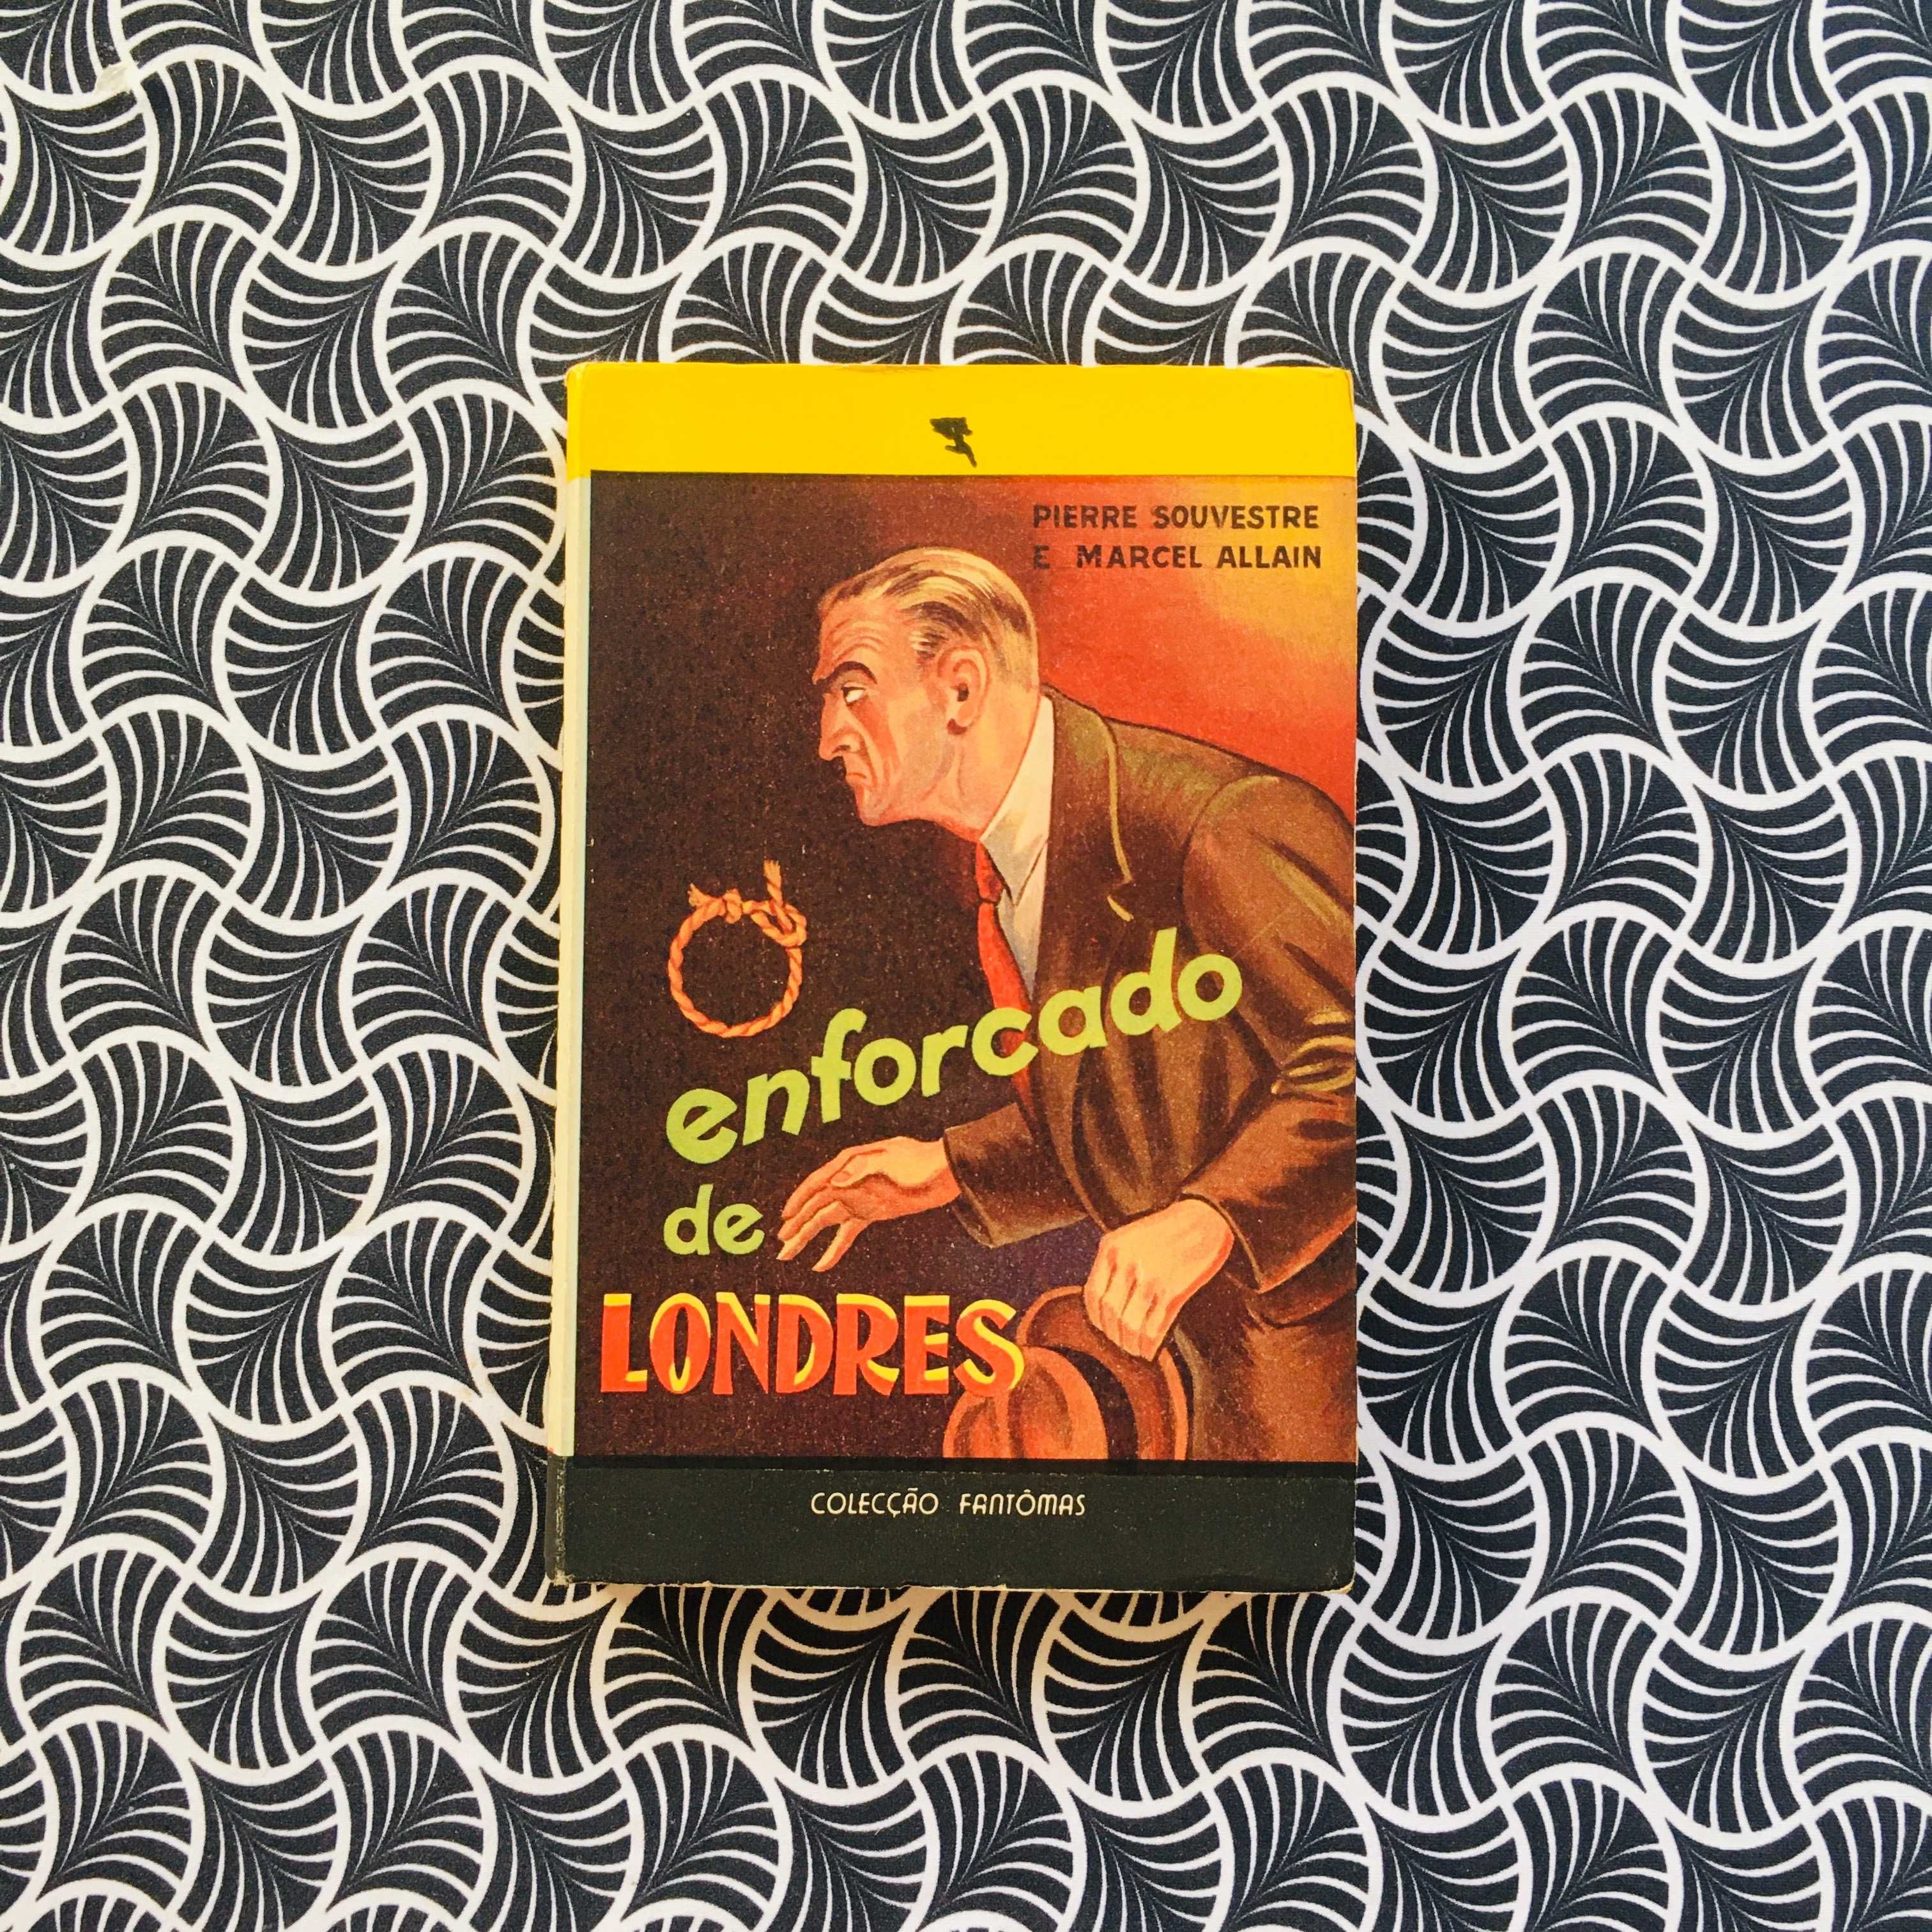 PIERRE SOUVESTRE
E MARCEL ALLAIN
O
enforcado
de
LONDRES
COLECÇÃO FANTÔMAS